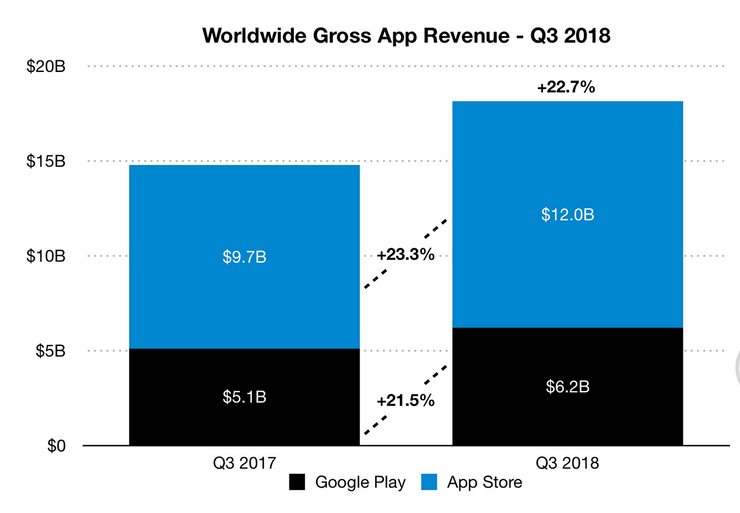 Worldwide Gross App Revenue - Q3 2018
$20B
+22.7%
$15B
$12.0B
$10B
$9.7B
+23.3%
$5B
$5.1B
+21.5%
$6.2B
$0
Q3 2017
Q3 2018
Google Play
App Store